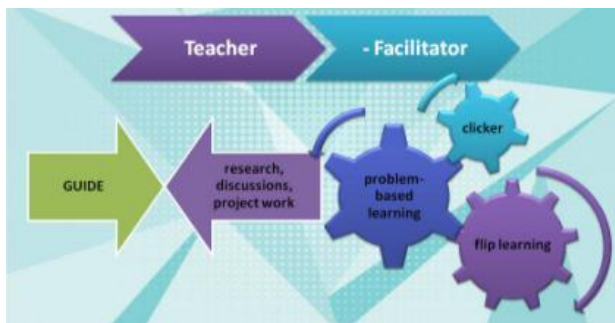 Teacher
- Facilitator
clicker
GUIDE
research,
discussions,
project work
problem-
based
learning
flip learning